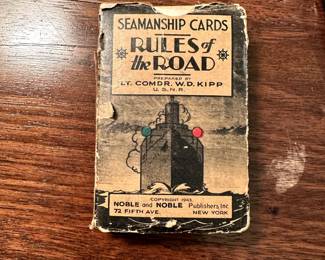 SEAMANSHIP CARDS
RULES of
the ROAD
PREPARED BY
LT. COMDR. W.D. KIPP
U.S.N.R.
COPYRIGHT 1943
NOBLE and NOBLE Publishers, Inc
72 FIFTH AVE. NEW YORK